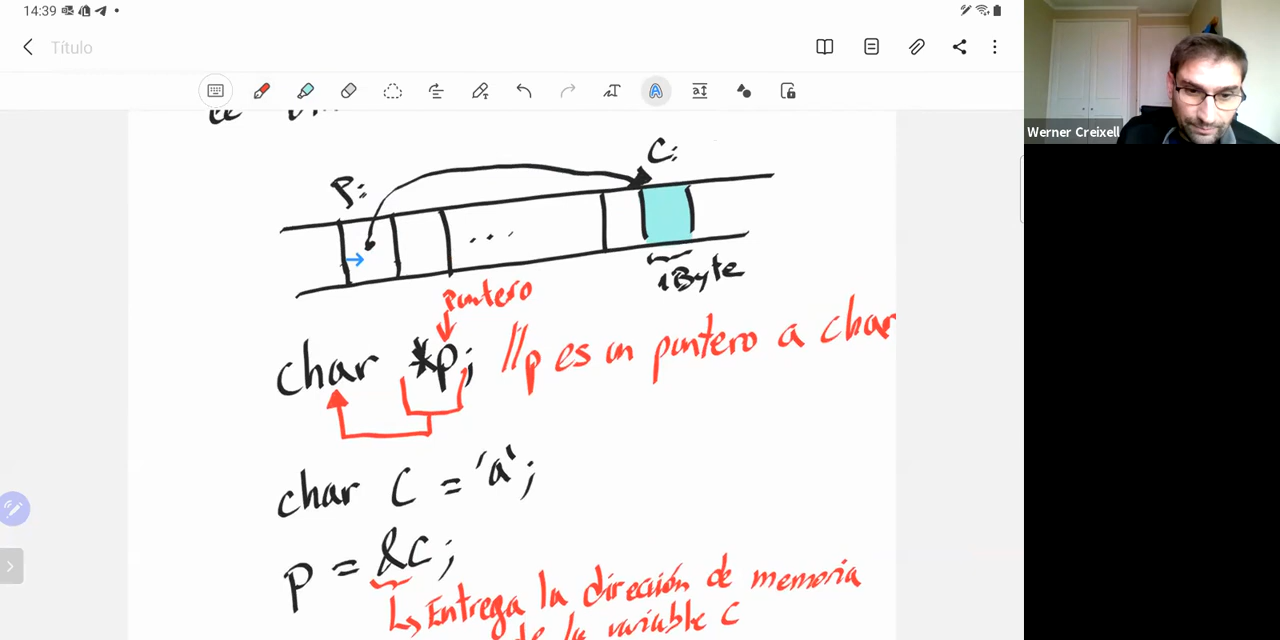 14:39
Título
Werner Creixell
C:
P:
...
1Byte
Puntero
char *p; //p es un puntero a char
char C = 'a';
P = &C;
↳ Entrega la dirección de memoria
de la variable C